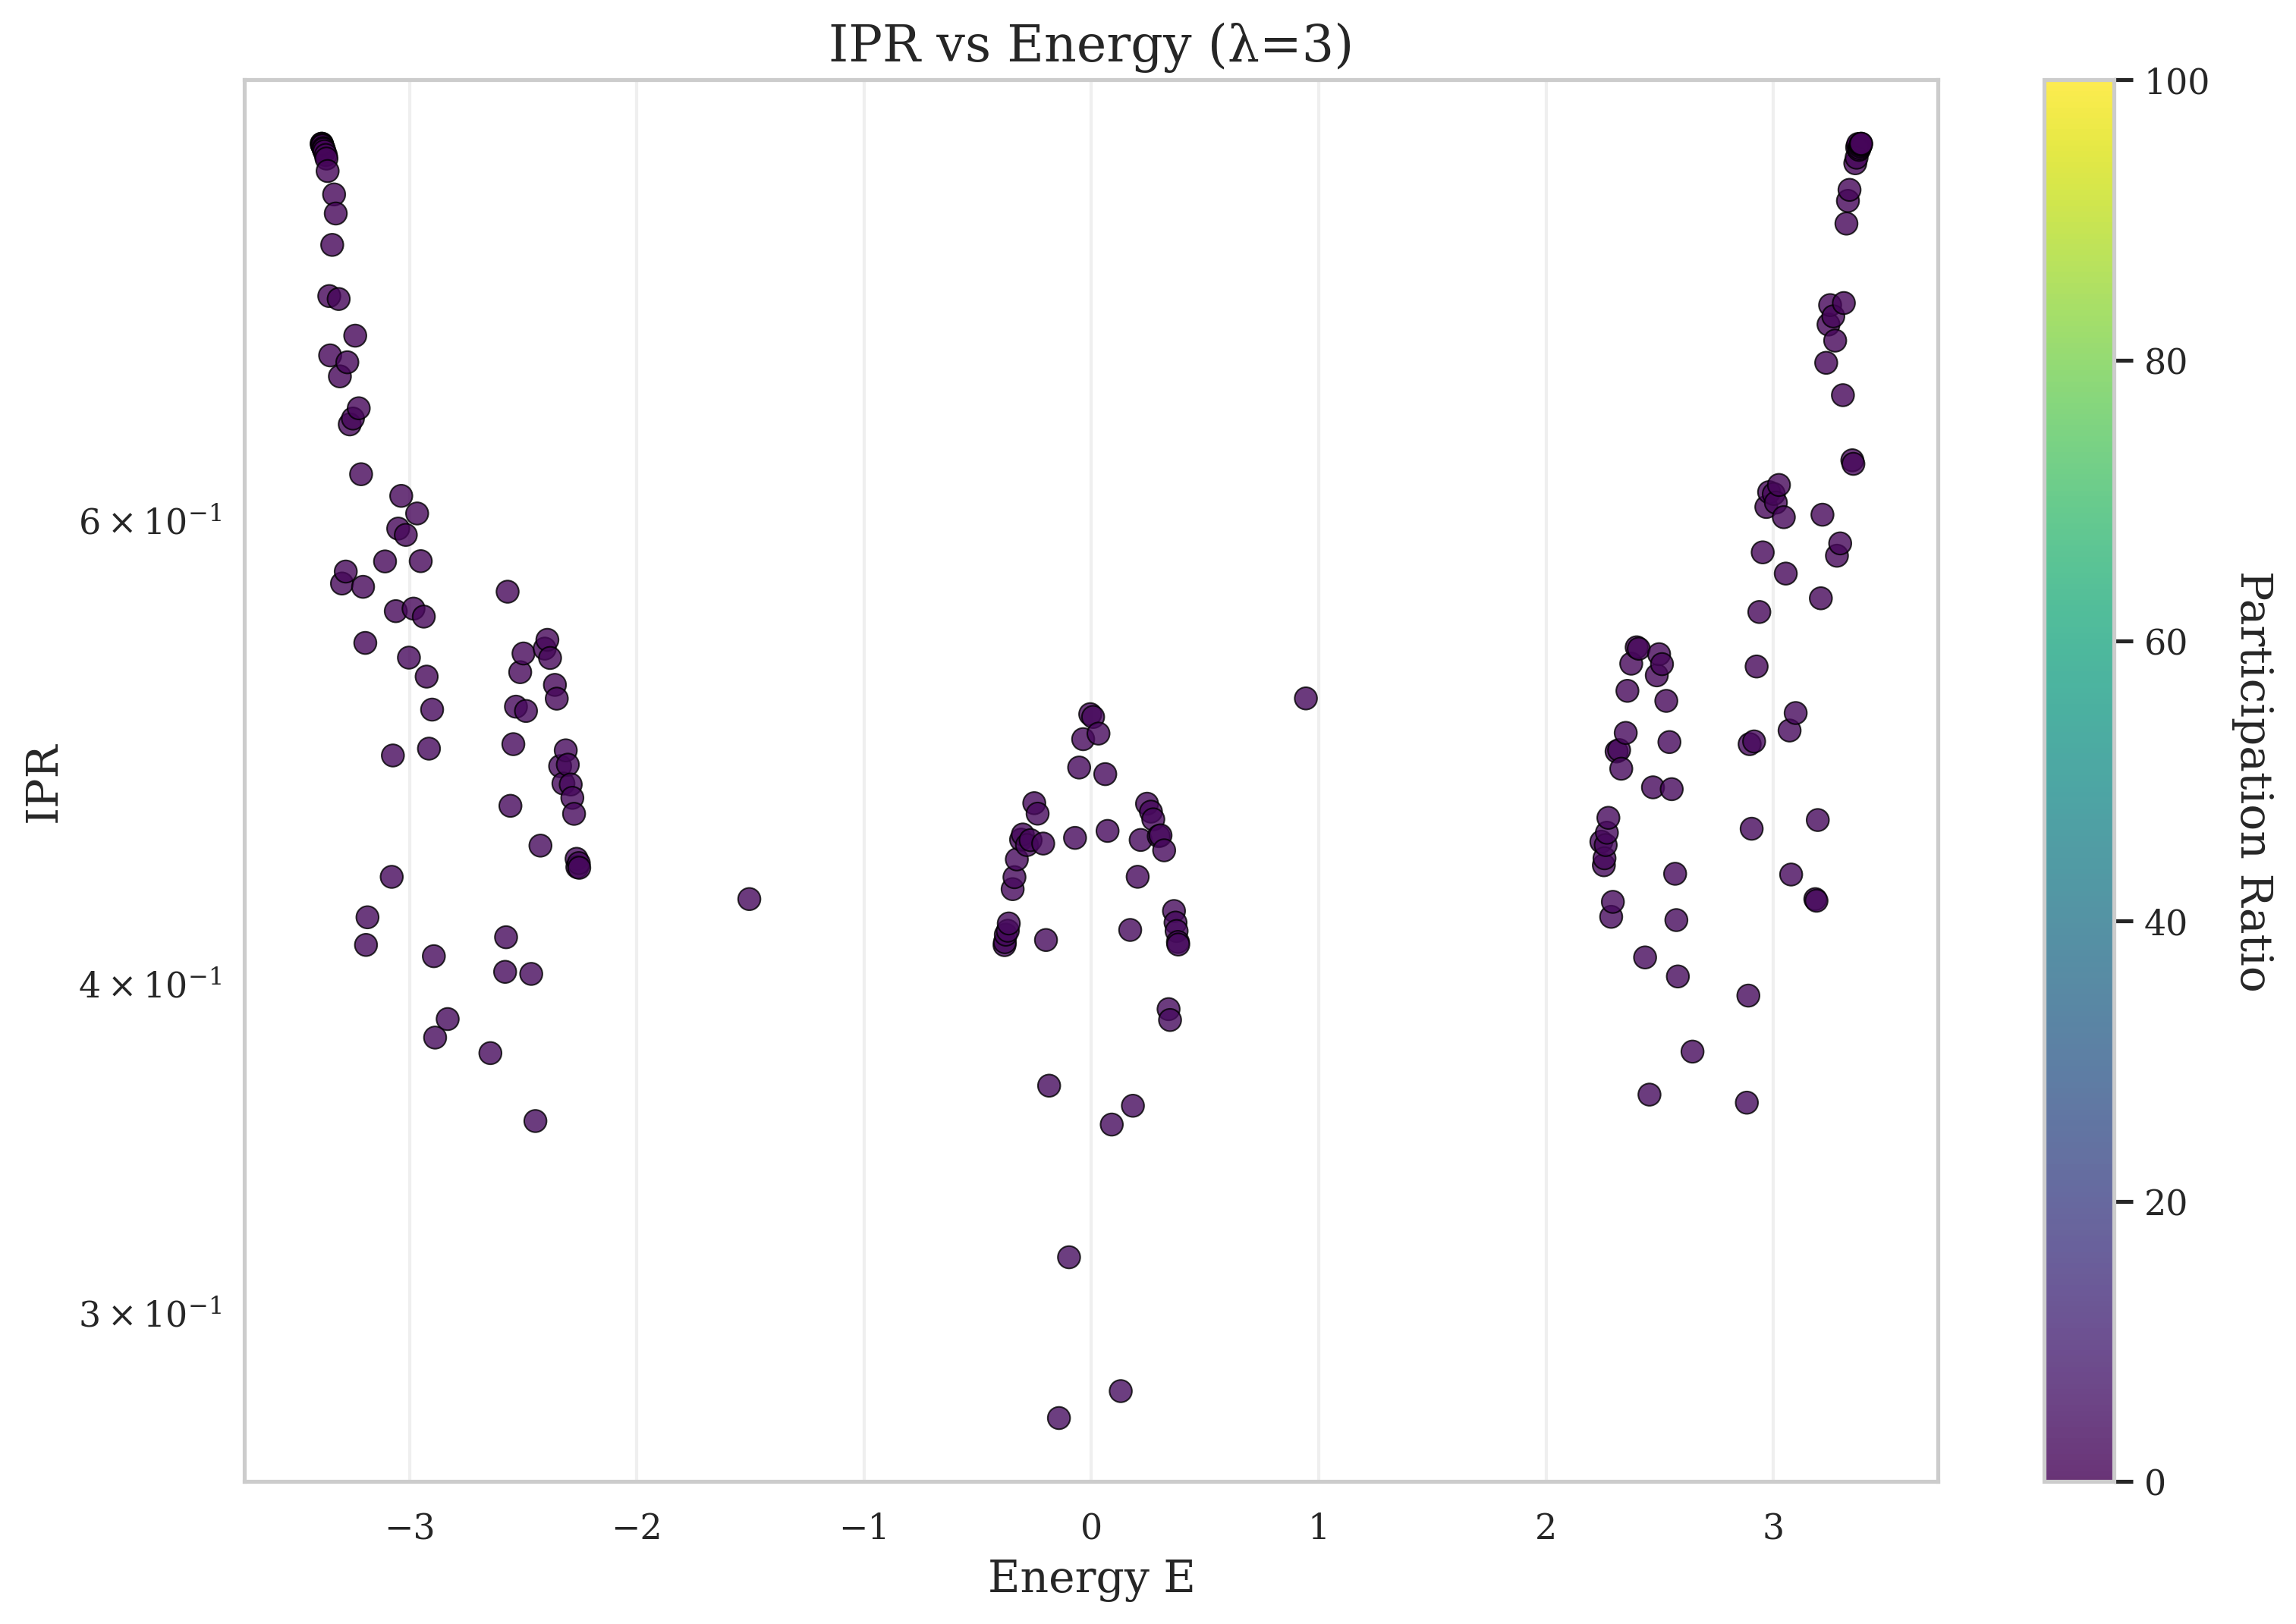 IPR vs Energy (λ=3)
IPR
6 × 10⁻¹
4 × 10⁻¹
3 × 10⁻¹
−3
−2
−1
0
1
2
3
Energy E
100
80
60
40
20
0
Participation Ratio